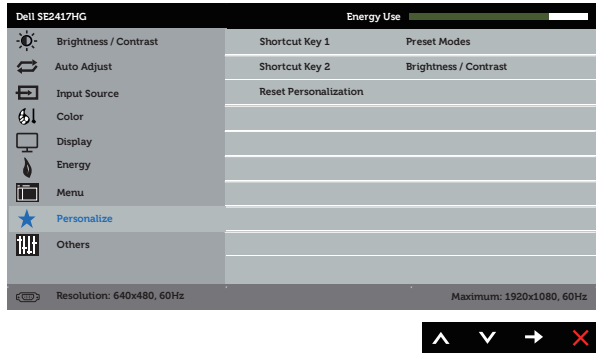 Dell SE2417HG Energy Use
Brightness / Contrast Shortcut Key 1 Preset Modes
Auto Adjust Shortcut Key 2 Brightness / Contrast
Input Source Reset Personalization
Color
Display
Energy
Menu
Personalize
Others
Resolution: 640x480, 60Hz Maximum: 1920x1080, 60Hz